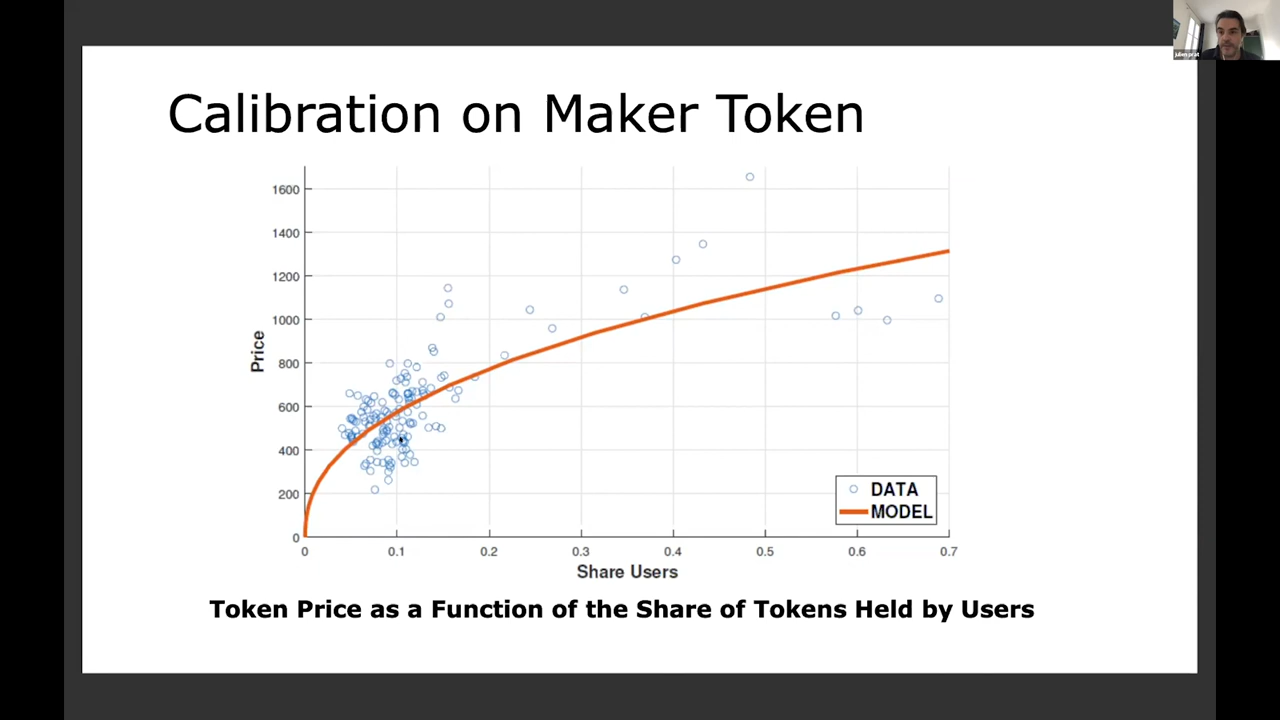 Calibration on Maker Token
Price
1600
1400
1200
1000
800
600
400
200
0
0 0.1 0.2 0.3 0.4 0.5 0.6 0.7
Share Users
DATA
MODEL
Token Price as a Function of the Share of Tokens Held by Users